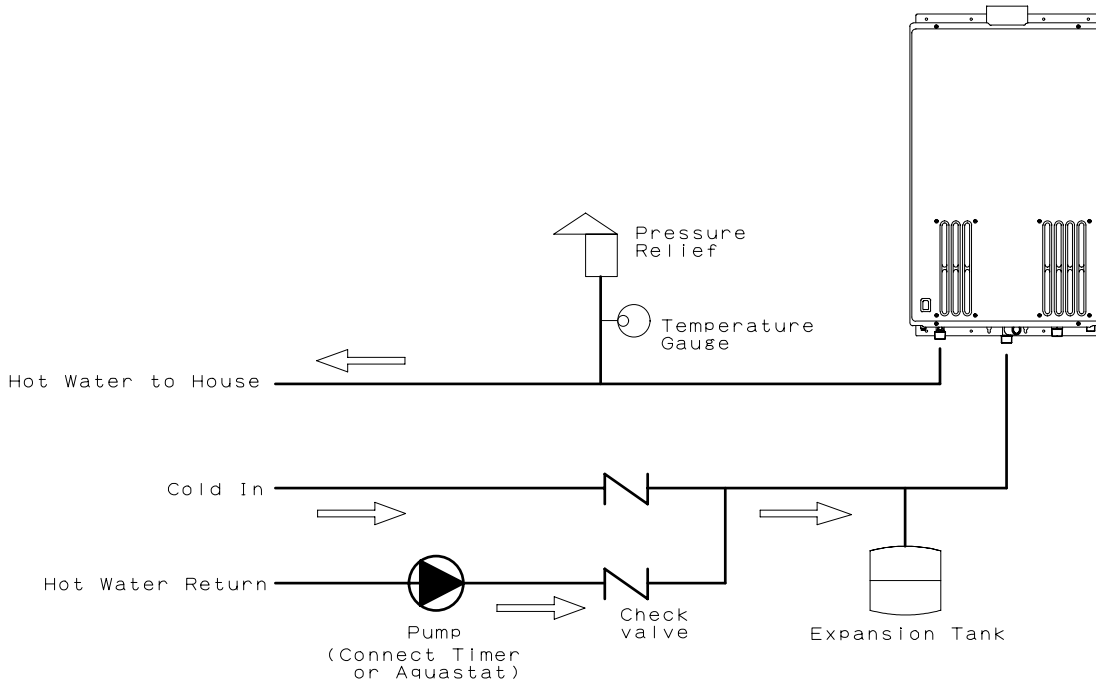 Pressure
Relief
Temperature
Gauge
Hot Water to House
Cold In
Hot Water Return
Check
valve
Pump
(Connect Timer
or Aquastat)
Expansion Tank